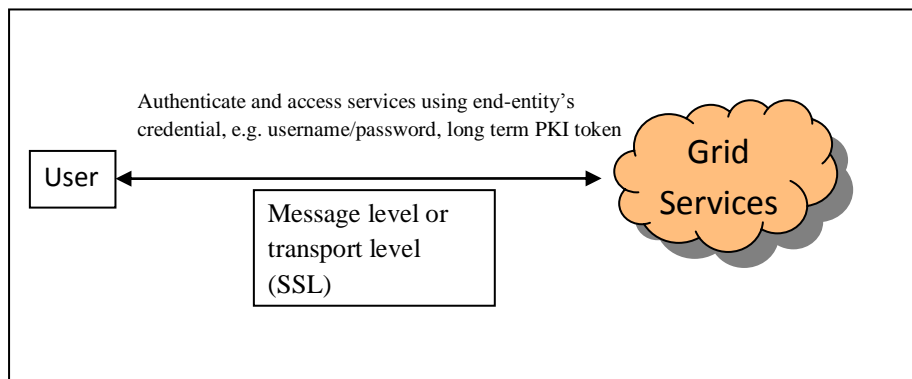 Authenticate and access services using end-entity’s
credential, e.g. username/password, long term PKI token
User
Grid
Services
Message level or
transport level
(SSL)